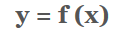 y = f (x)